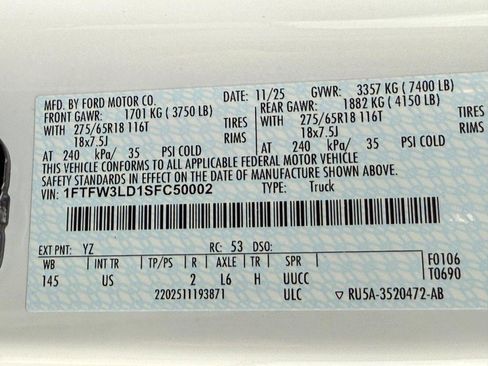 MFD. BY FORD MOTOR CO. DATE: 11/25 GVWR: 3357 KG ( 7400 LB)
FRONT GAWR: 1701 KG ( 3750 LB) REAR GAWR: 1882 KG ( 4150 LB)
WITH 275/65R18 116T TIRES WITH 275/65R18 116T TIRES
18x7.5J RIMS 18x7.5J RIMS
AT 240 kPa/ 35 PSI COLD AT 240 kPa/ 35 PSI COLD
THIS VEHICLE CONFORMS TO ALL APPLICABLE FEDERAL MOTOR VEHICLE
SAFETY STANDARDS IN EFFECT ON THE DATE OF MANUFACTURE SHOWN ABOVE.
VIN: 1FTFW3LD1SFC50002 TYPE: Truck
EXT PNT: YZ RC: 53 DSO: F0106
WB INT TR TP/PS R AXLE TR SPR T0690
145 US 2 L6 H UUCC
2202511193871 ULC ▽ RU5A-3520472-AB